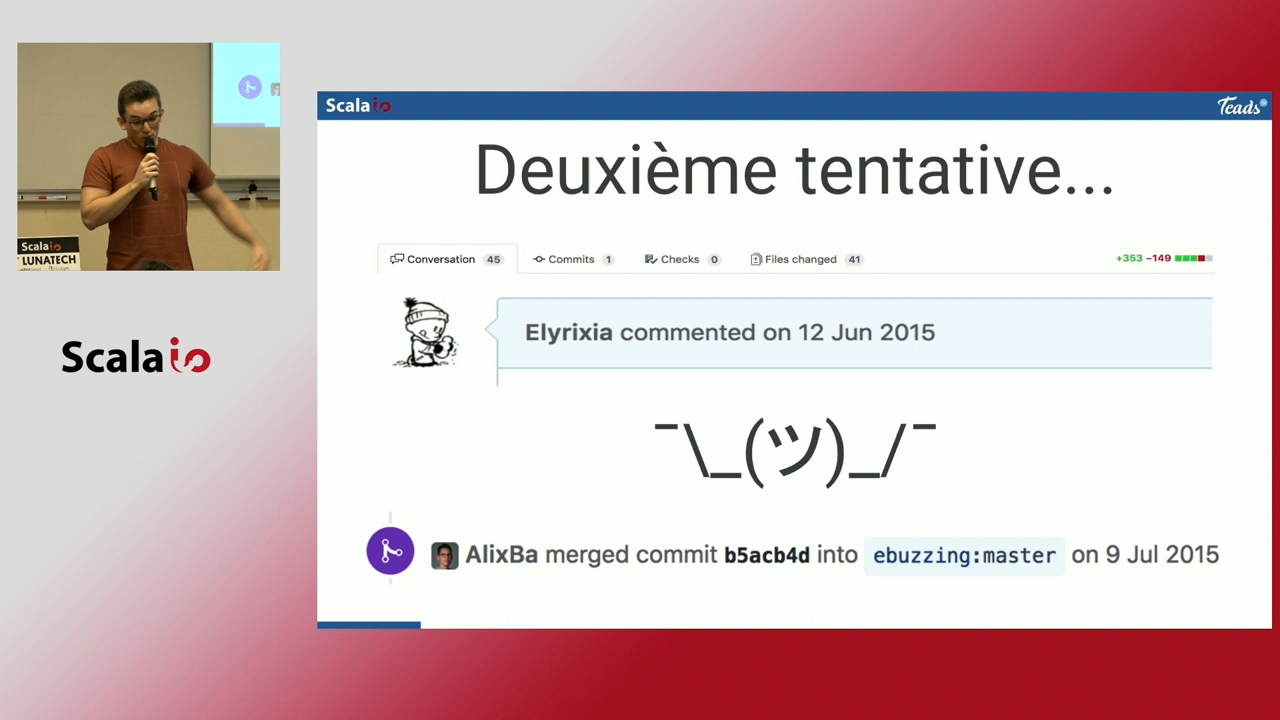 Scala io
Teads
Deuxième tentative...
Conversation 45 Commits 1 Checks 0 Files changed 41 +353 −149
Elyrixia commented on 12 Jun 2015
¯\_(ツ)_/¯
AlixBa merged commit b5acb4d into ebuzzing:master on 9 Jul 2015
Scala io
LUNATECH
Scala io